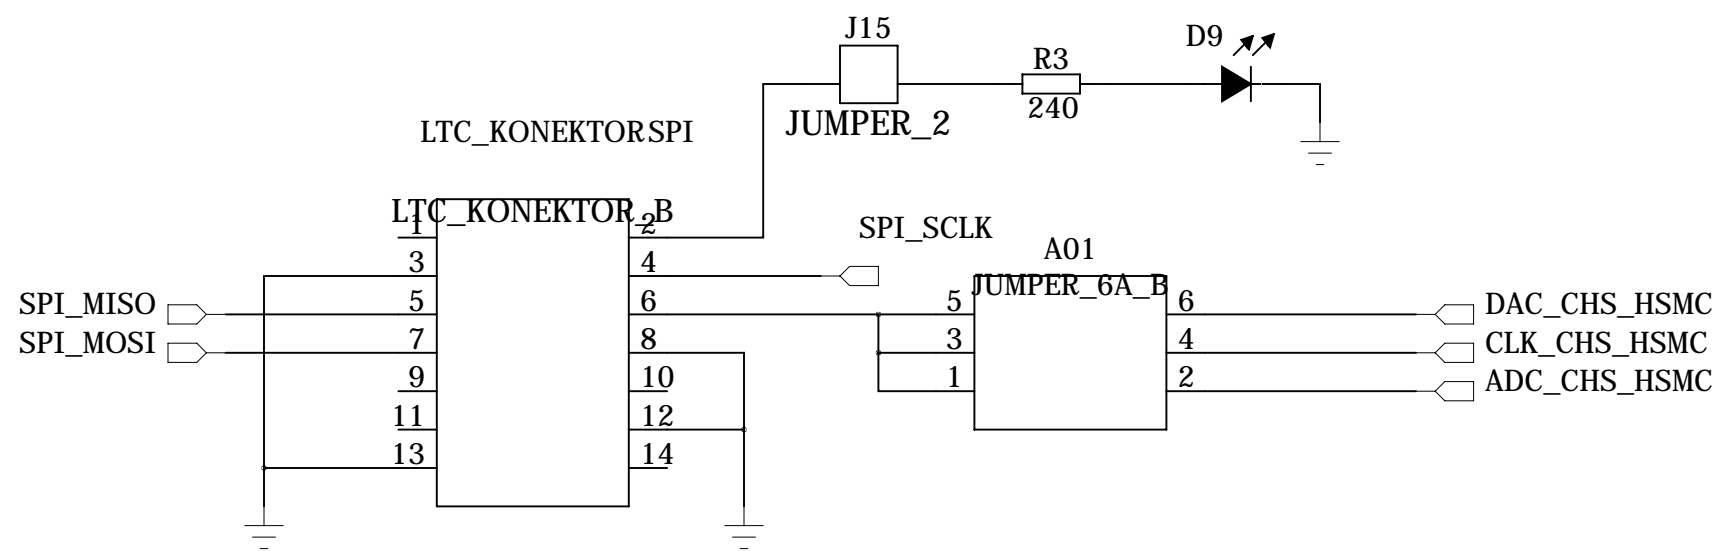 J15
D9
R3
240
JUMPER_2
LTC_KONEKTORSPI
LTC_KONEKTOR_B
1 2
3 4
5 6
7 8
9 10
11 12
13 14
SPI_MISO
SPI_MOSI
SPI_SCLK
A01
JUMPER_6A_B
5 6
3 4
1 2
DAC_CHS_HSMC
CLK_CHS_HSMC
ADC_CHS_HSMC